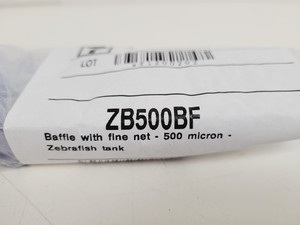 LOT
ZB500BF
Baffle with fine net - 500 micron -
Zebrafish tank